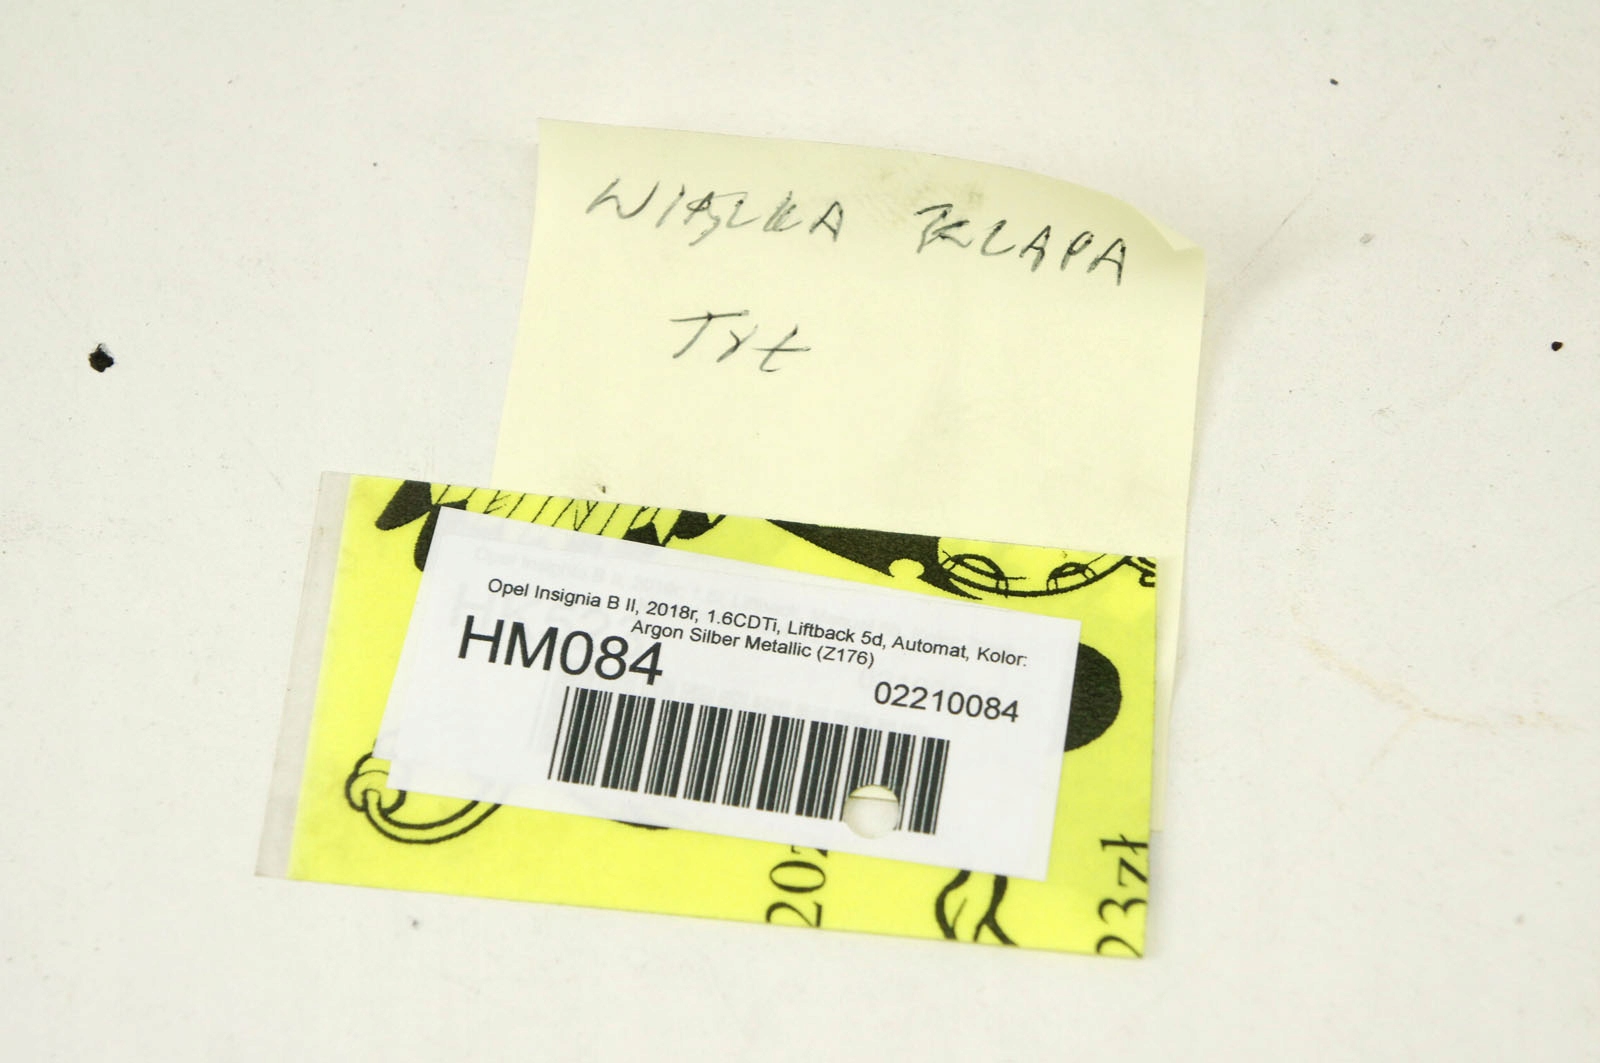 WIĄZKA KLAPA
TYŁ
Opel Insignia B II, 2018r, 1.6CDTi, Liftback 5d, Automat, Kolor:
Argon Silber Metallic (Z176)
HM084
02210084
23zł